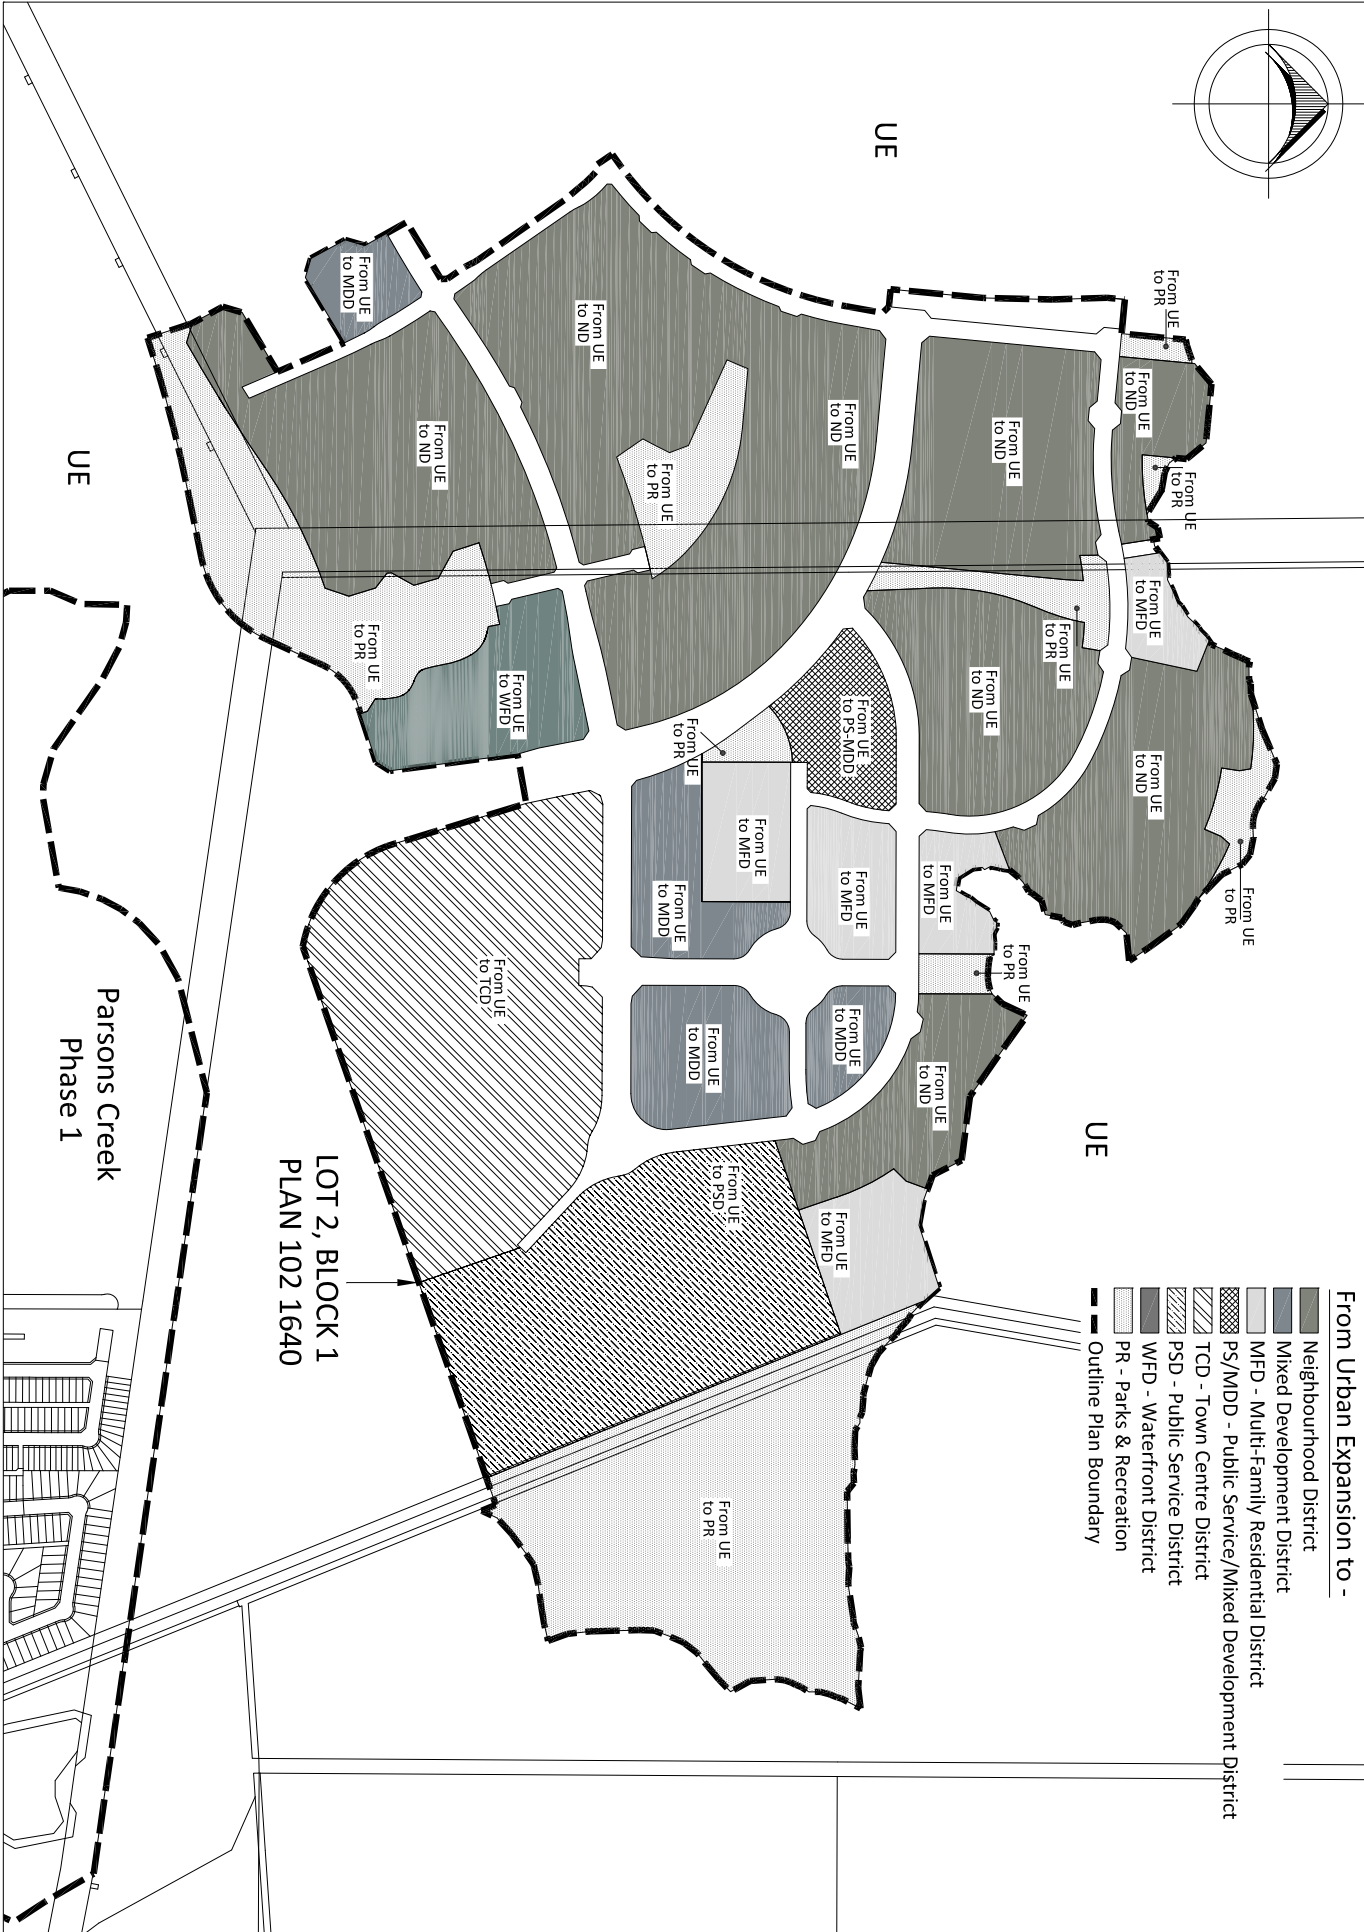 From Urban Expansion to -
Neighbourhood District
Mixed Development District
MFD - Multi-Family Residential District
PS/MDD - Public Service/Mixed Development District
TCD - Town Centre District
PSD - Public Service District
WFD - Waterfront District
PR - Parks & Recreation
Outline Plan Boundary
From UE
to PR
From UE
to ND
From UE
to PR
From UE
to MFD
From UE
to ND
From UE
to PR
From UE
to PR
From UE
to ND
From UE
to ND
From UE
to PR
From UE
to MFD
From UE
to ND
UE
UE
From UE
to ND
From UE
to PS-MDD
From UE
to MFD
From UE
to MDD
From UE
to MFD
From UE
to ND
From UE
to PR
From UE
to PR
From UE
to MFD
From UE
to MDD
From UE
to MDD
From UE
to PSD
From UE
to PR
From UE
to ND
From UE
to WFD
From UE
to TCD
From UE
to MDD
From UE
to PR
LOT 2, BLOCK 1
PLAN 102 1640
UE
Parsons Creek
Phase 1